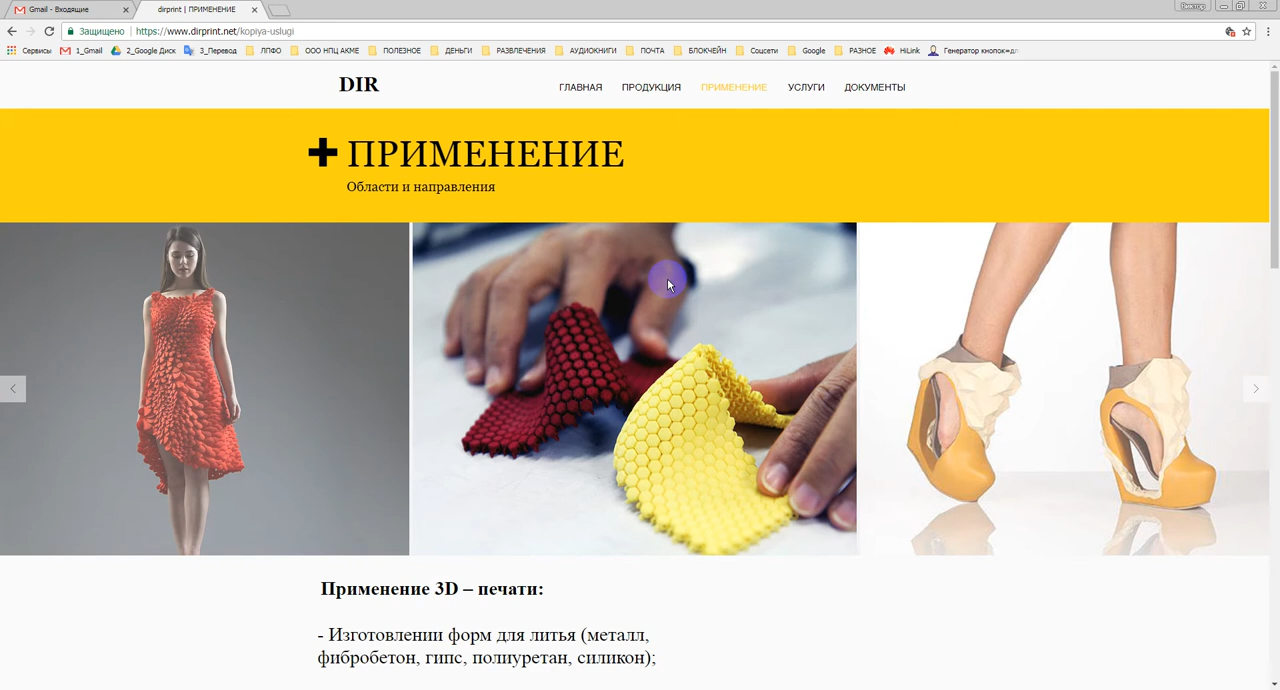 Gmail - Входящие
dirprint | ПРИМЕНЕНИЕ
Виктор
Защищено | https://www.dirprint.net/kopiya-uslugi
Сервисы 1_Gmail 2_Google Диск 3_Перевод ЛПФО ООО НПЦ АКМЕ ПОЛЕЗНОЕ ДЕНЬГИ РАЗВЛЕЧЕНИЯ АУДИОКНИГИ ПОЧТА БЛОКЧЕЙН Соцсети Google РАЗНОЕ HiLink Генератор кнопок=дл
DIR
ГЛАВНАЯ ПРОДУКЦИЯ ПРИМЕНЕНИЕ УСЛУГИ ДОКУМЕНТЫ
ПРИМЕНЕНИЕ
Области и направления
Применение 3D – печати:
- Изготовлении форм для литья (металл,
фибробетон, гипс, полиуретан, силикон);